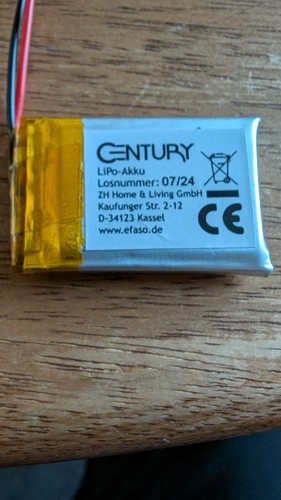 CENTURY
LiPo-Akku
Losnummer: 07/24
ZH Home & Living GmbH
Kaufunger Str. 2-12
D-34123 Kassel
www.efaso.de
CE